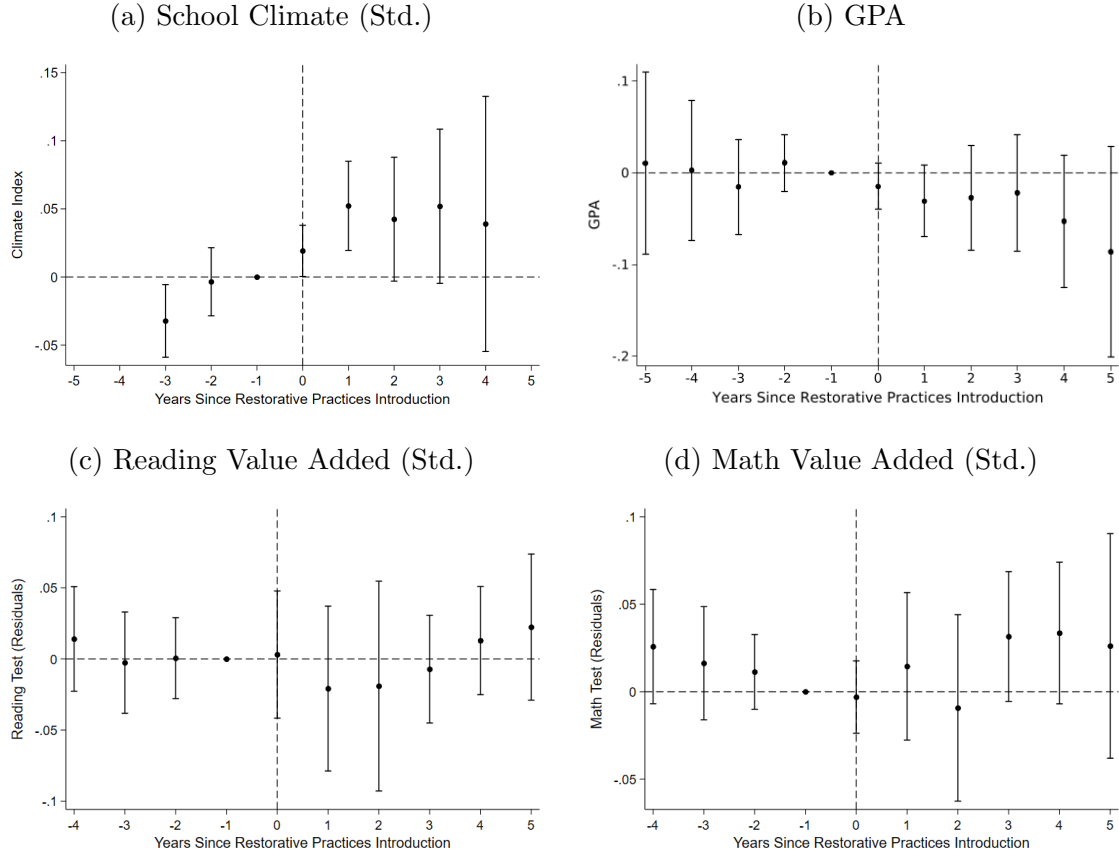 (a) School Climate (Std.)
.15
.1
.05
0
-.05
Climate Index
-5 -4 -3 -2 -1 0 1 2 3 4 5
Years Since Restorative Practices Introduction
(b) GPA
.1
0
-.1
-.2
GPA
-5 -4 -3 -2 -1 0 1 2 3 4 5
Years Since Restorative Practices Introduction
(c) Reading Value Added (Std.)
.1
.05
0
-.05
-.1
Reading Test (Residuals)
-4 -3 -2 -1 0 1 2 3 4 5
Years Since Restorative Practices Introduction
(d) Math Value Added (Std.)
.1
.05
0
-.05
Math Test (Residuals)
-4 -3 -2 -1 0 1 2 3 4 5
Years Since Restorative Practices Introduction